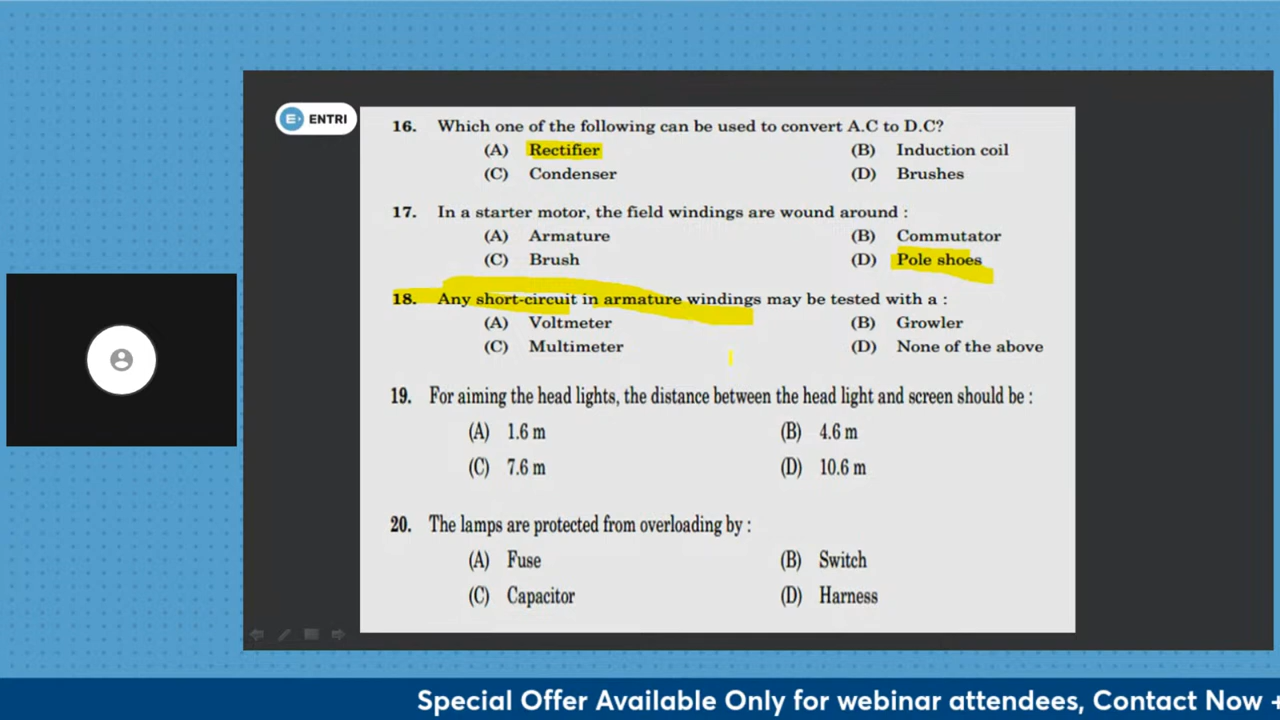 ENTRI
16. Which one of the following can be used to convert A.C to D.C?
(A) Rectifier (B) Induction coil
(C) Condenser (D) Brushes
17. In a starter motor, the field windings are wound around :
(A) Armature (B) Commutator
(C) Brush (D) Pole shoes
18. Any short-circuit in armature windings may be tested with a :
(A) Voltmeter (B) Growler
(C) Multimeter (D) None of the above
19. For aiming the head lights, the distance between the head light and screen should be :
(A) 1.6 m (B) 4.6 m
(C) 7.6 m (D) 10.6 m
20. The lamps are protected from overloading by :
(A) Fuse (B) Switch
(C) Capacitor (D) Harness
Special Offer Available Only for webinar attendees, Contact Now